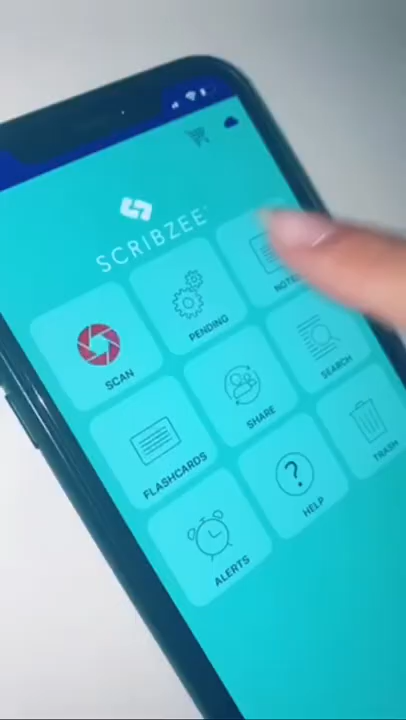 SCRIBZEE
SCAN
PENDING
FLASHCARDS
SHARE
SEARCH
ALERTS
HELP
TRASH